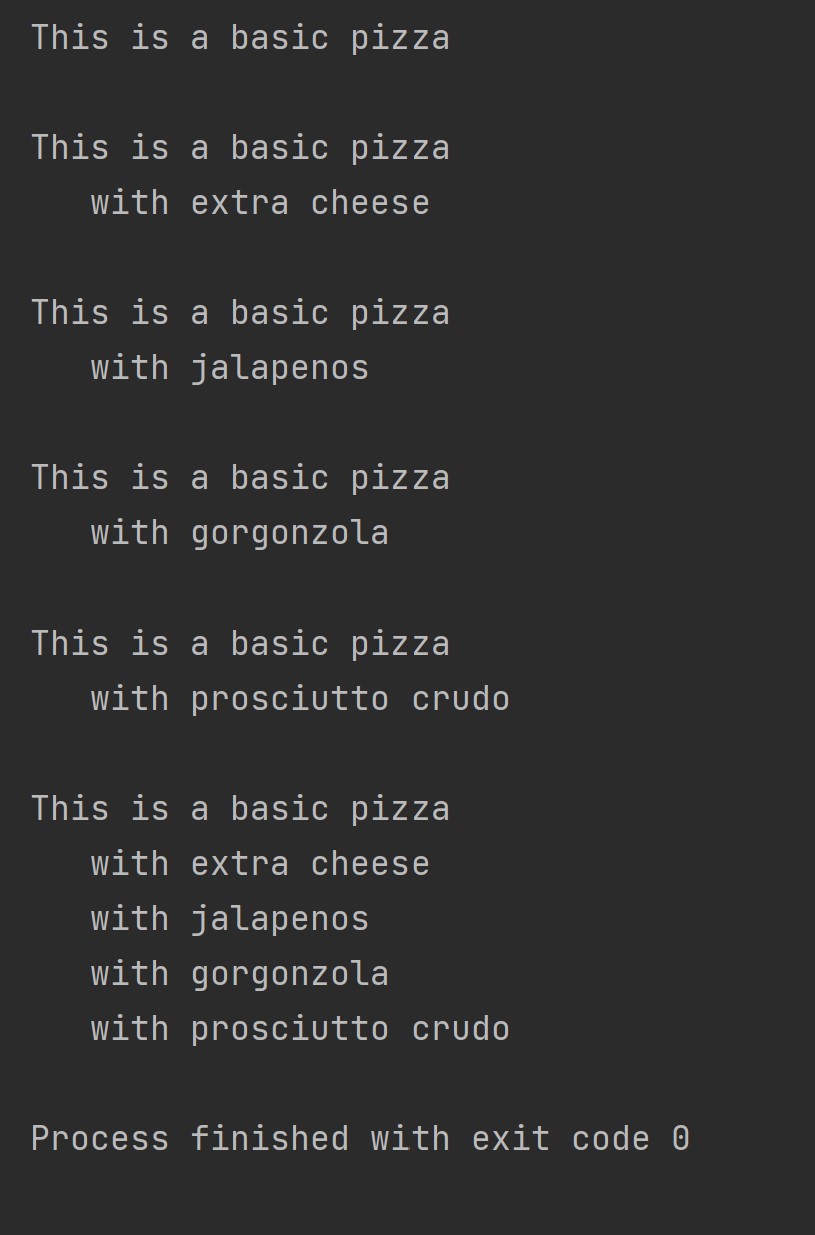 This is a basic pizza
This is a basic pizza
with extra cheese
This is a basic pizza
with jalapenos
This is a basic pizza
with gorgonzola
This is a basic pizza
with prosciutto crudo
This is a basic pizza
with extra cheese
with jalapenos
with gorgonzola
with prosciutto crudo
Process finished with exit code 0